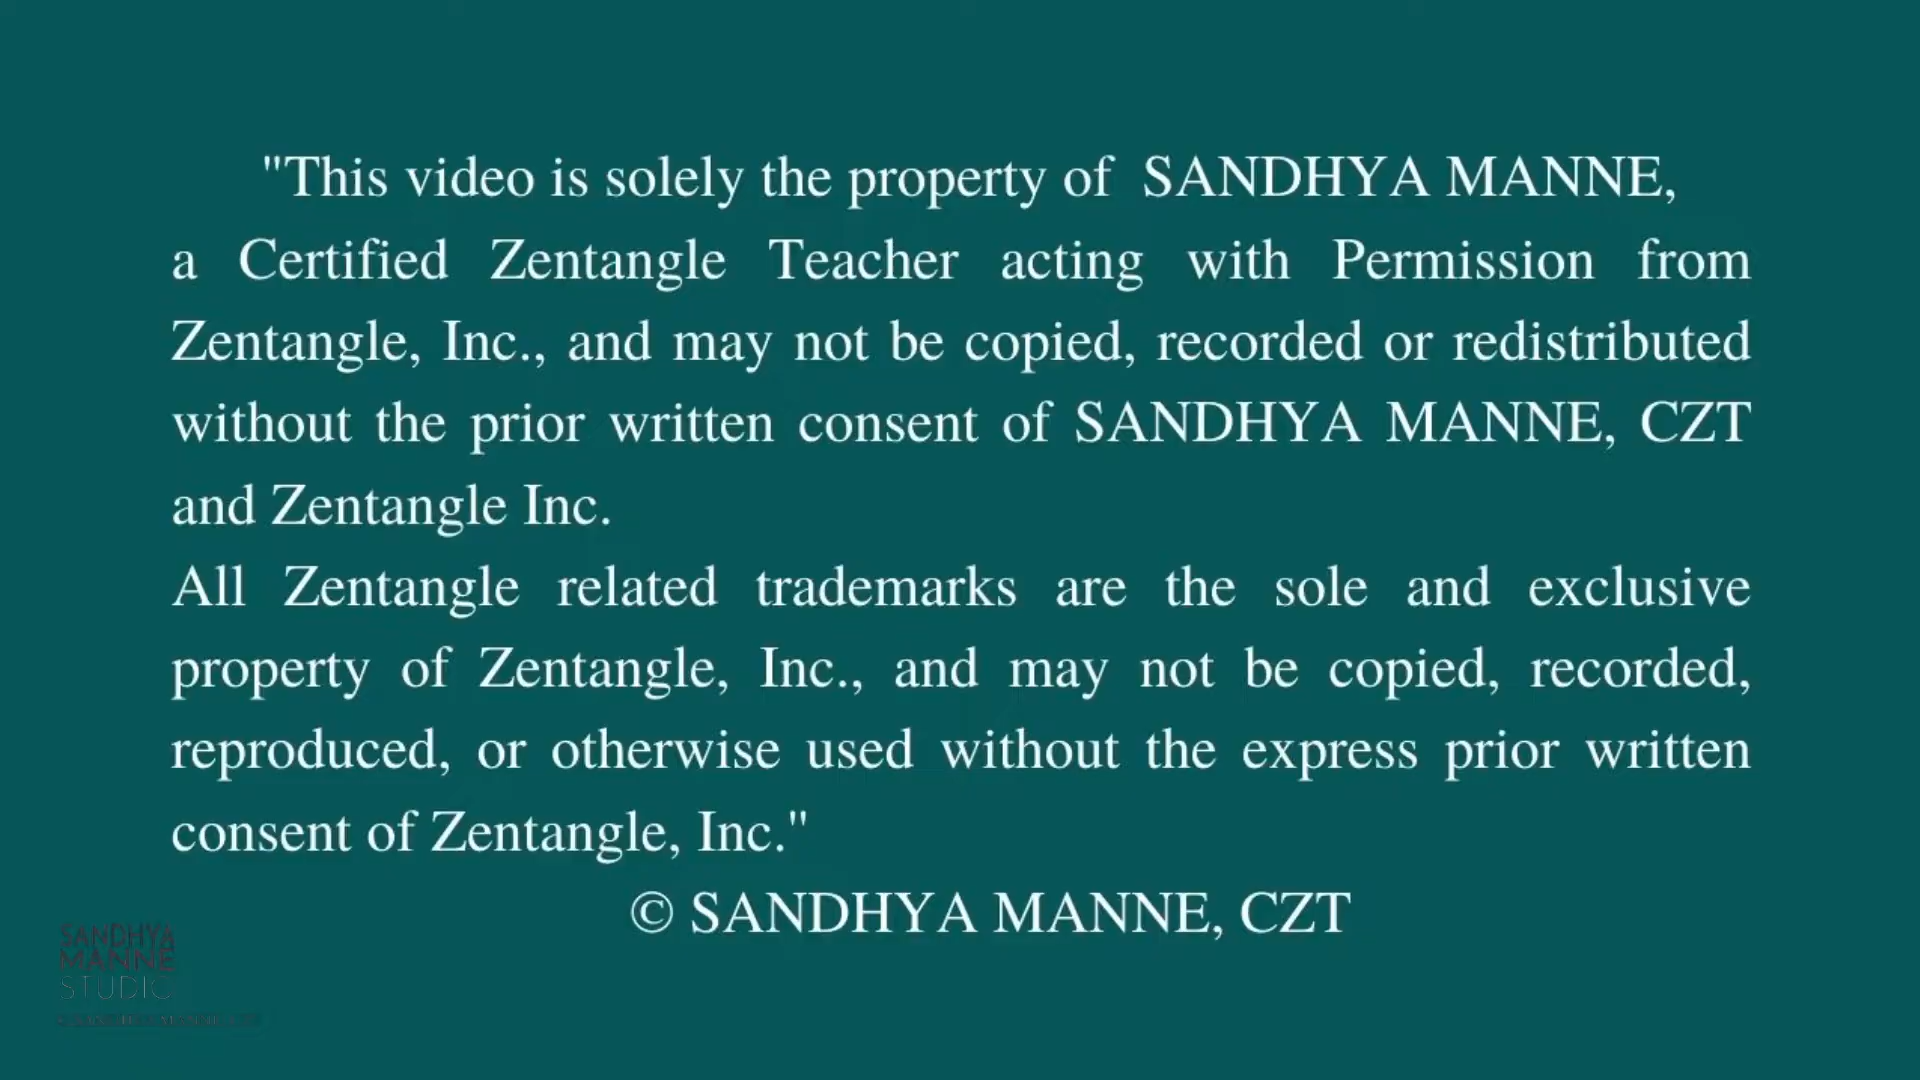 "This video is solely the property of SANDHYA MANNE,
a Certified Zentangle Teacher acting with Permission from
Zentangle, Inc., and may not be copied, recorded or redistributed
without the prior written consent of SANDHYA MANNE, CZT
and Zentangle Inc.
All Zentangle related trademarks are the sole and exclusive
property of Zentangle, Inc., and may not be copied, recorded,
reproduced, or otherwise used without the express prior written
consent of Zentangle, Inc."
© SANDHYA MANNE, CZT
SANDHYA
MANNE
STUDIO
© SANDHYA MANNE, CZT